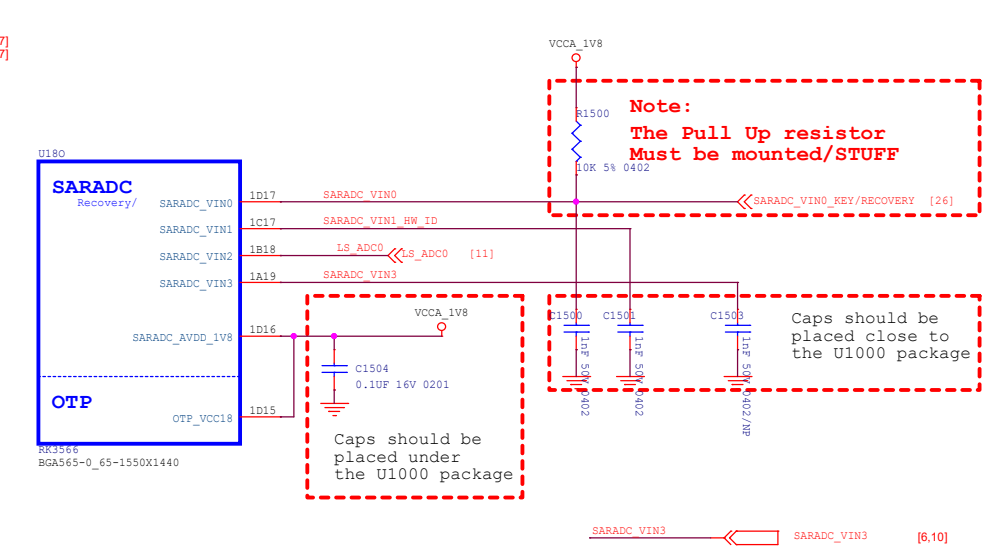 7]
7]
VCCA_1V8
R1500
Note:
The Pull Up resistor
Must be mounted/STUFF
10K 5% 0402
U18O
SARADC
Recovery/
SARADC_VIN0
1D17
SARADC_VIN0
SARADC_VIN0_KEY/RECOVERY [26]
SARADC_VIN1
1C17
SARADC_VIN1_HW_ID
SARADC_VIN2
1B18
LS_ADC0
LS_ADC0 [11]
SARADC_VIN3
1A19
SARADC_VIN3
VCCA_1V8
SARADC_AVDD_1V8
1D16
C1504
0.1UF 16V 0201
C1500
C1501
C1503
1nF 50V 0402
1nF 50V 0402
1nF 50V 0402/NP
Caps should be
placed close to
the U1000 package
OTP
OTP_VCC18
1D15
Caps should be
placed under
the U1000 package
RK3566
BGA565-0_65-1550X1440
SARADC_VIN3
SARADC_VIN3 [6,10]